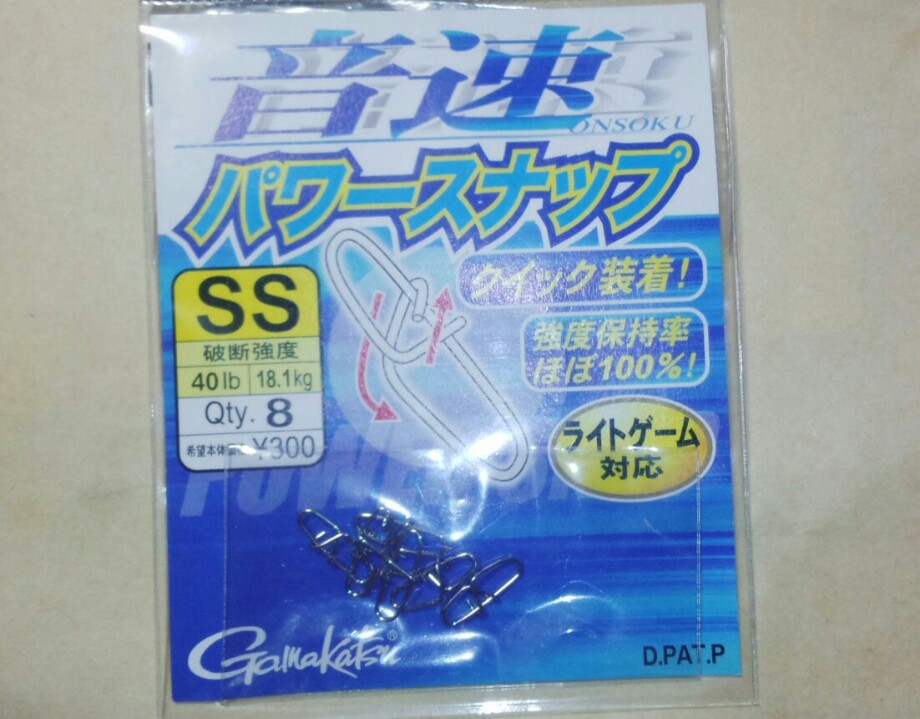 音速
ONSOKU
パワースナップ
クイック装着!
SS
強度保持率
ほぼ100%!
破断強度
40lb 18.1kg
Qty. 8
ライトゲーム
対応
希望本体価格 ¥300
Gamakatsu®
D.PAT.P